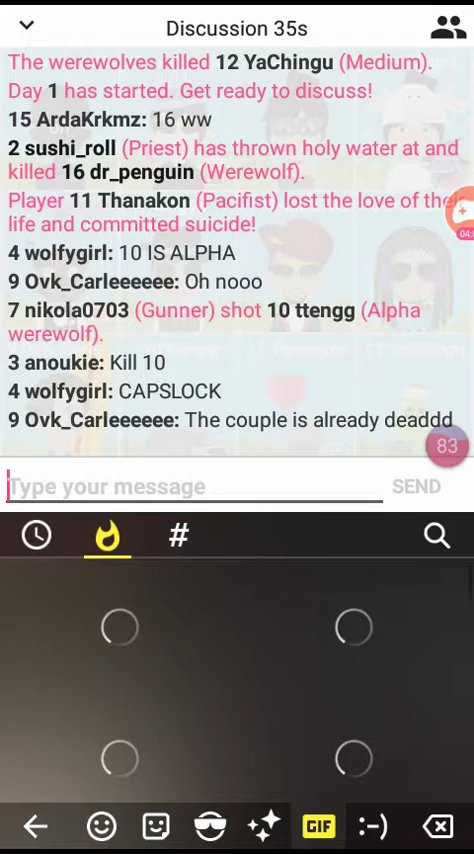 Discussion 35s
The werewolves killed 12 YaChingu (Medium).
Day 1 has started. Get ready to discuss!
15 ArdaKrkmz: 16 ww
2 sushi_roll (Priest) has thrown holy water at and
killed 16 dr_penguin (Werewolf).
Player 11 Thanakon (Pacifist) lost the love of their
life and committed suicide!
4 wolfygirl: 10 IS ALPHA
9 Ovk_Carleeeeee: Oh nooo
7 nikola0703 (Gunner) shot 10 ttengg (Alpha
werewolf).
3 anoukie: Kill 10
4 wolfygirl: CAPSLOCK
9 Ovk_Carleeeeee: The couple is already deaddd
83
Type your message
SEND
#
GIF
:-)